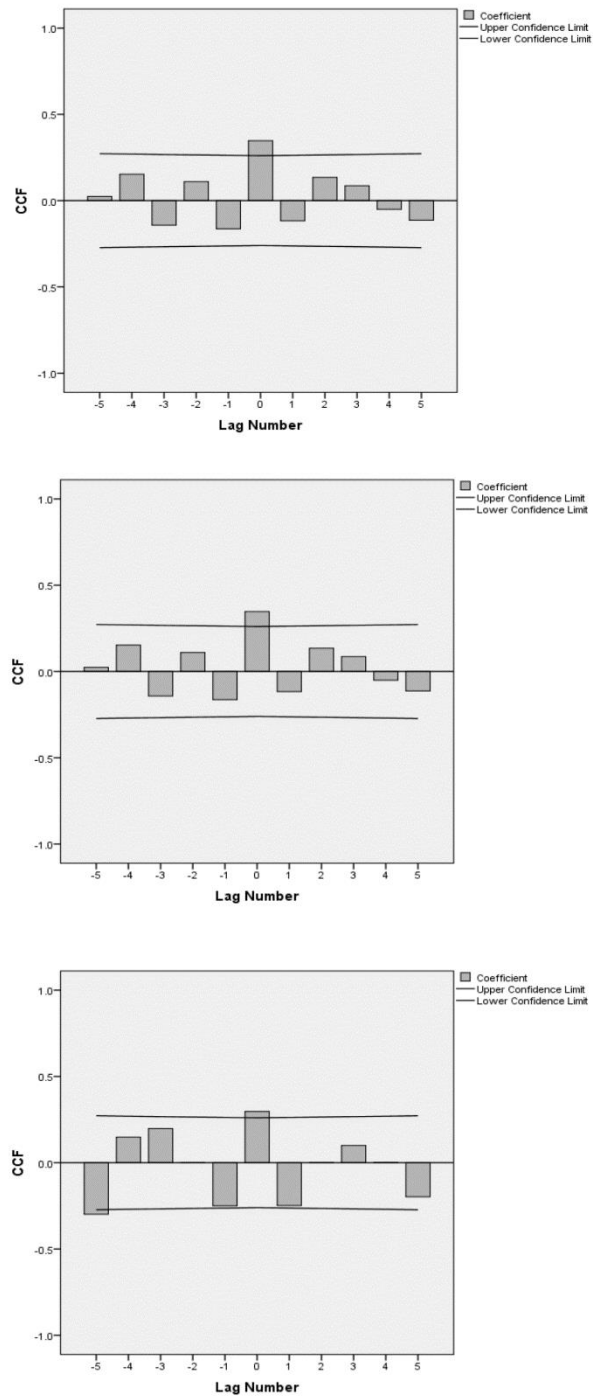 1.0
0.5
0.0
-0.5
-1.0
CCF
-5 -4 -3 -2 -1 0 1 2 3 4 5
Lag Number
Coefficient
Upper Confidence Limit
Lower Confidence Limit
1.0
0.5
0.0
-0.5
-1.0
CCF
-5 -4 -3 -2 -1 0 1 2 3 4 5
Lag Number
Coefficient
Upper Confidence Limit
Lower Confidence Limit
1.0
0.5
0.0
-0.5
-1.0
CCF
-5 -4 -3 -2 -1 0 1 2 3 4 5
Lag Number
Coefficient
Upper Confidence Limit
Lower Confidence Limit